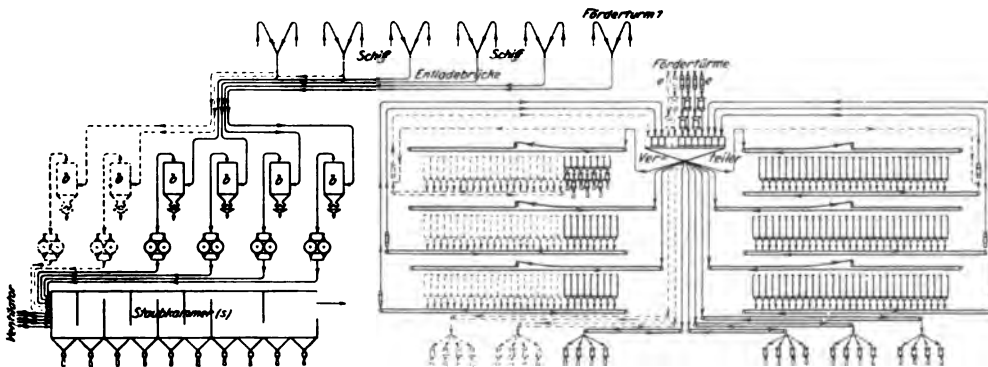 Förderturm 1
Schiff
Schiff
Entladebrücke
Fördertürme
e
e
Ver-
teiler
b
b
b
b
b
b
Ventilator
Staubkammer (s)